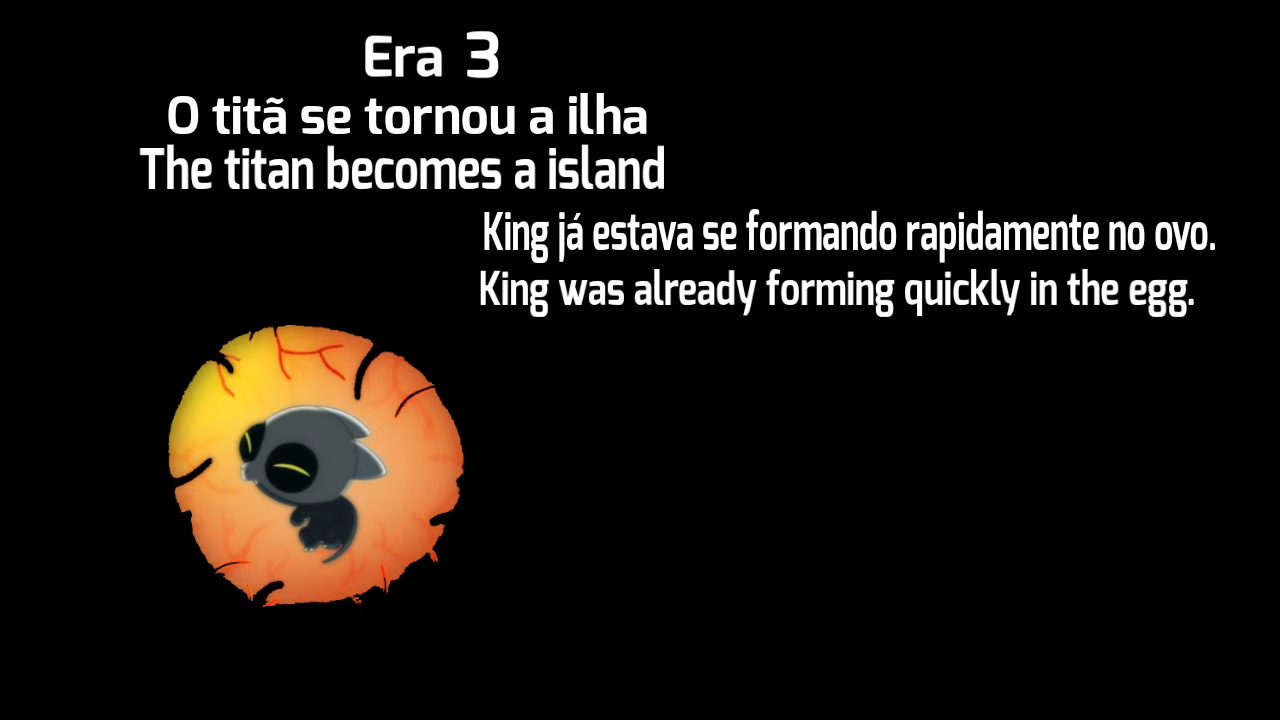 Era 3
O titã se tornou a ilha
The titan becomes a island
King já estava se formando rapidamente no ovo.
King was already forming quickly in the egg.